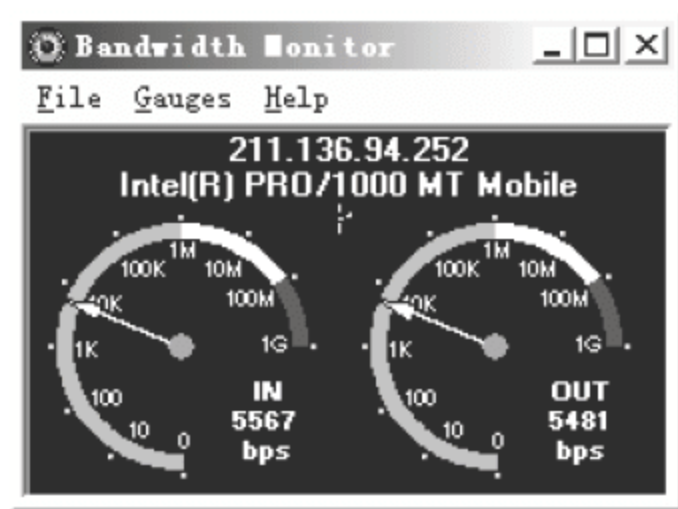 Bandwidth Monitor
File Gauges Help
211.136.94.252
Intel(R) PRO/1000 MT Mobile
1M
100K 10M
10K 100M
1K 1G
100
10 0
IN
5567
bps
1M
100K 10M
10K 100M
1K 1G
100
10 0
OUT
5481
bps